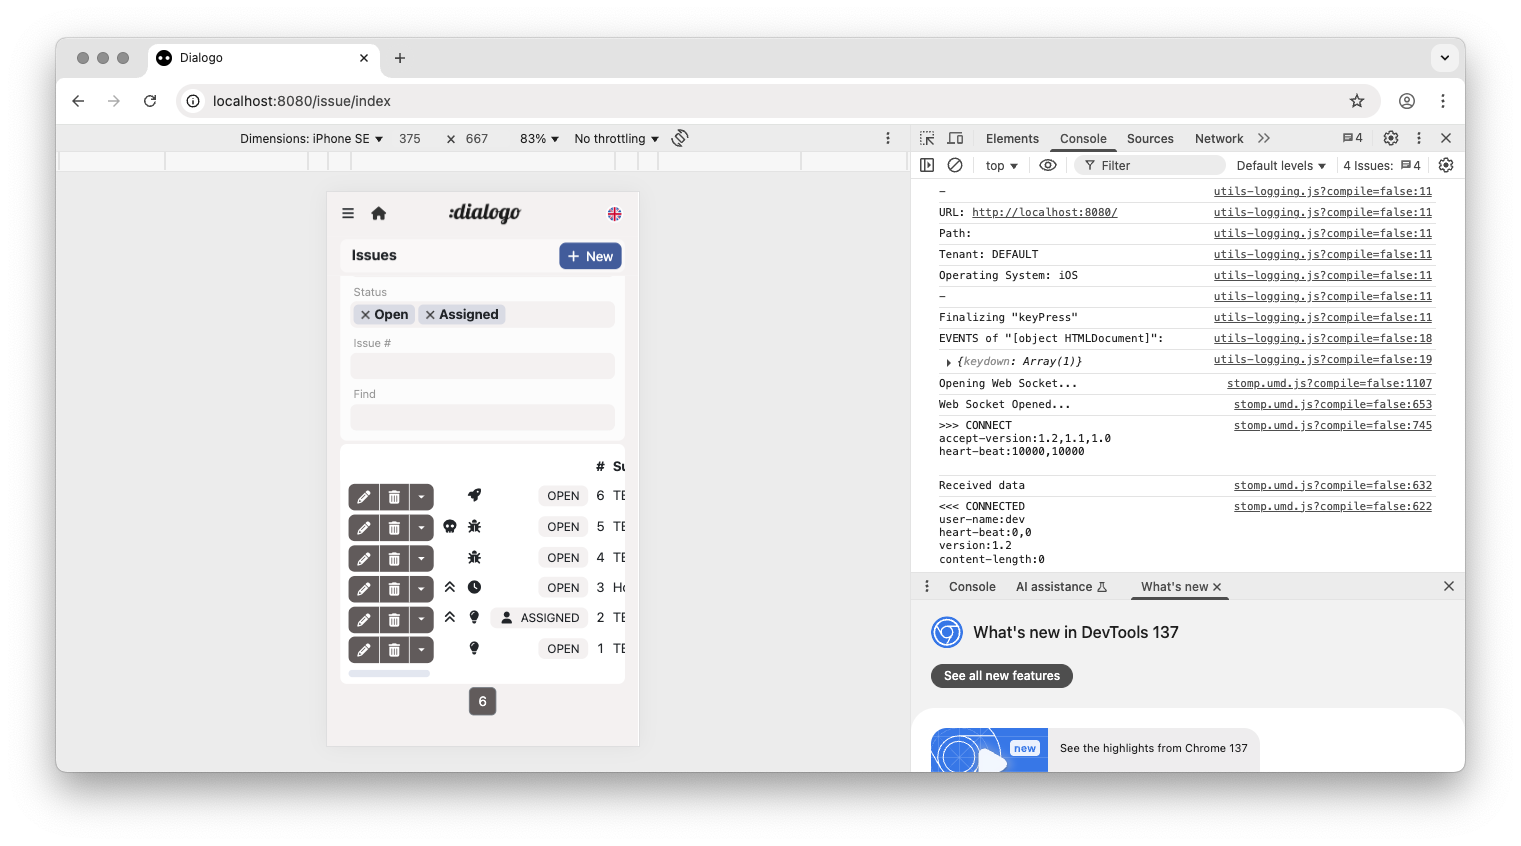 Dialogo
localhost:8080/issue/index
Dimensions: iPhone SE 375 × 667 83% No throttling
Elements Console Sources Network 4
top Filter Default levels 4 Issues: 4
:dialogo
Issues
+ New
Status
× Open × Assigned
Issue #
Find
# Su
OPEN 6 TE
OPEN 5 TE
OPEN 4 TE
OPEN 3 Ho
ASSIGNED 2 TE
OPEN 1 TE
6
– utils-logging.js?compile=false:11
URL: http://localhost:8080/ utils-logging.js?compile=false:11
Path: utils-logging.js?compile=false:11
Tenant: DEFAULT utils-logging.js?compile=false:11
Operating System: iOS utils-logging.js?compile=false:11
– utils-logging.js?compile=false:11
Finalizing "keyPress" utils-logging.js?compile=false:11
EVENTS of "[object HTMLDocument]": utils-logging.js?compile=false:18
{keydown: Array(1)} utils-logging.js?compile=false:19
Opening Web Socket... stomp.umd.js?compile=false:1107
Web Socket Opened... stomp.umd.js?compile=false:653
>>> CONNECT stomp.umd.js?compile=false:745
accept-version:1.2,1.1,1.0
heart-beat:10000,10000
Received data stomp.umd.js?compile=false:632
<<< CONNECTED stomp.umd.js?compile=false:622
user-name:dev
heart-beat:0,0
version:1.2
content-length:0
Console AI assistance What's new
What's new in DevTools 137
See all new features
new
See the highlights from Chrome 137